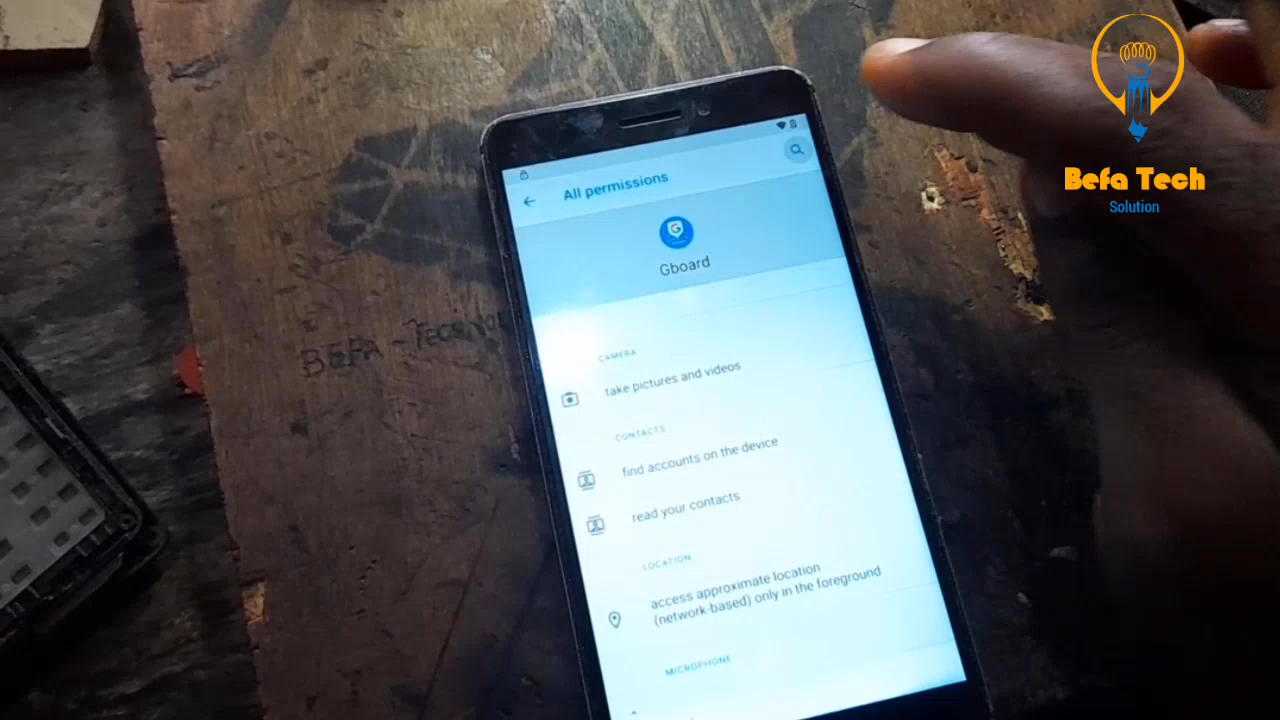 All permissions
Gboard
CAMERA
take pictures and videos
CONTACTS
find accounts on the device
read your contacts
LOCATION
access approximate location
(network-based) only in the foreground
MICROPHONE
Befa Tech
Solution
BEFA -